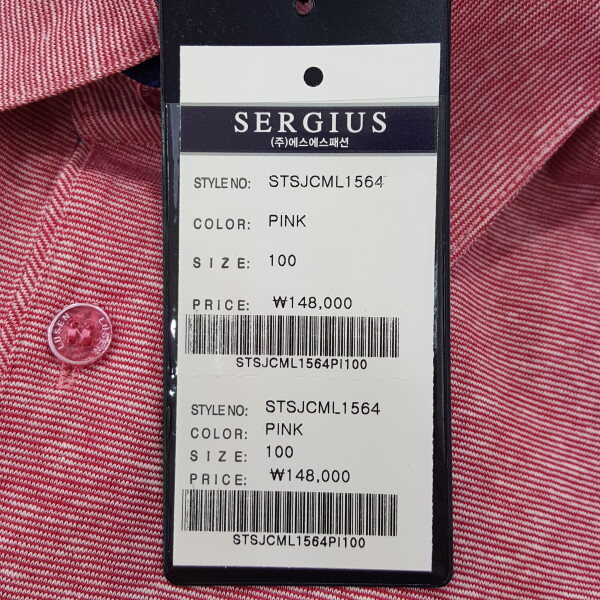 SERGIUS
(주)에스에스패션
STYLE NO: STSJCML1564
COLOR: PINK
SIZE: 100
PRICE: ₩148,000
STSJCML1564PI100
STYLE NO: STSJCML1564
COLOR: PINK
SIZE: 100
PRICE: ₩148,000
STSJCML1564PI100
LUSEN